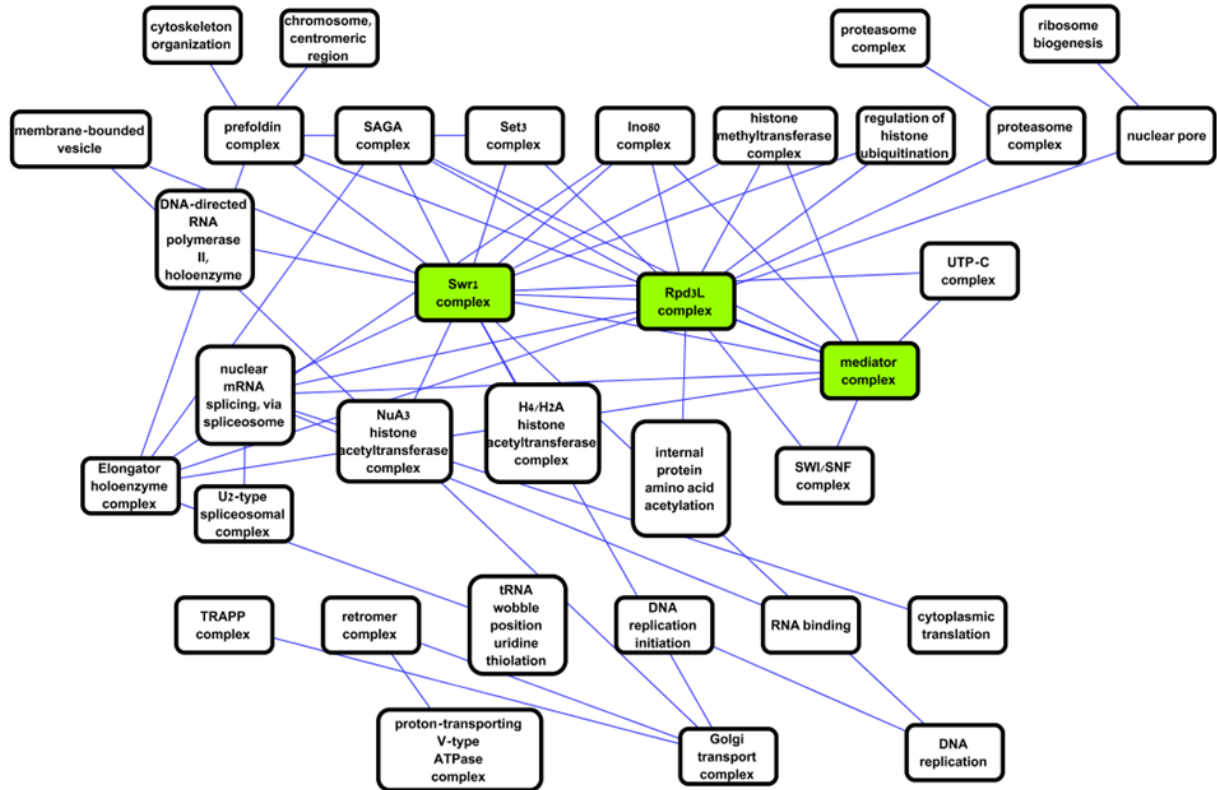 cytoskeleton
organization
chromosome,
centromeric
region
proteasome
complex
ribosome
biogenesis
membrane-bounded
vesicle
prefoldin
complex
SAGA
complex
Set3
complex
Ino80
complex
histone
methyltransferase
complex
regulation of
histone
ubiquitination
proteasome
complex
nuclear pore
DNA-directed
RNA
polymerase
II,
holoenzyme
Swr1
complex
Rpd3L
complex
UTP-C
complex
mediator
complex
nuclear
mRNA
splicing, via
spliceosome
NuA3
histone
acetyltransferase
complex
H4/H2A
histone
acetyltransferase
complex
internal
protein
amino acid
acetylation
SWI/SNF
complex
Elongator
holoenzyme
complex
U2-type
spliceosomal
complex
TRAPP
complex
retromer
complex
tRNA
wobble
position
uridine
thiolation
DNA
replication
initiation
RNA binding
cytoplasmic
translation
proton-transporting
V-type
ATPase
complex
Golgi
transport
complex
DNA
replication